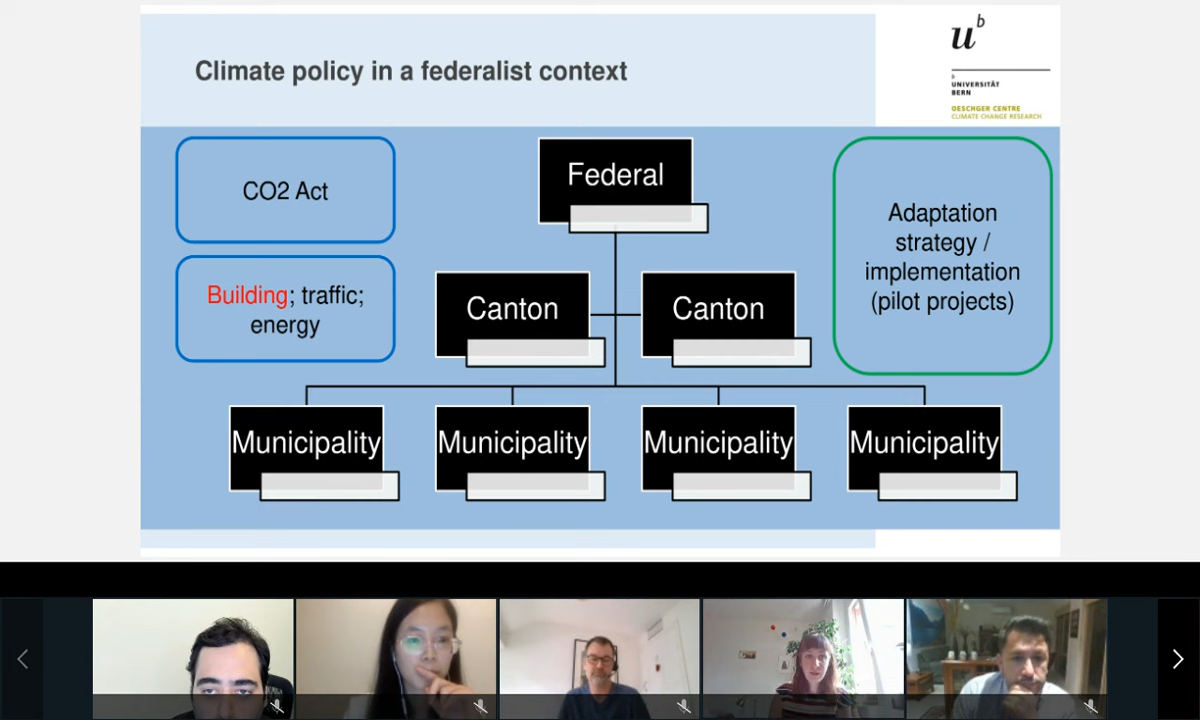 Climate policy in a federalist context
u
b
b
UNIVERSITÄT
BERN
OESCHGER CENTRE
CLIMATE CHANGE RESEARCH
CO2 Act
Building; traffic;
energy
Federal
Canton
Canton
Municipality
Municipality
Municipality
Municipality
Adaptation
strategy /
implementation
(pilot projects)